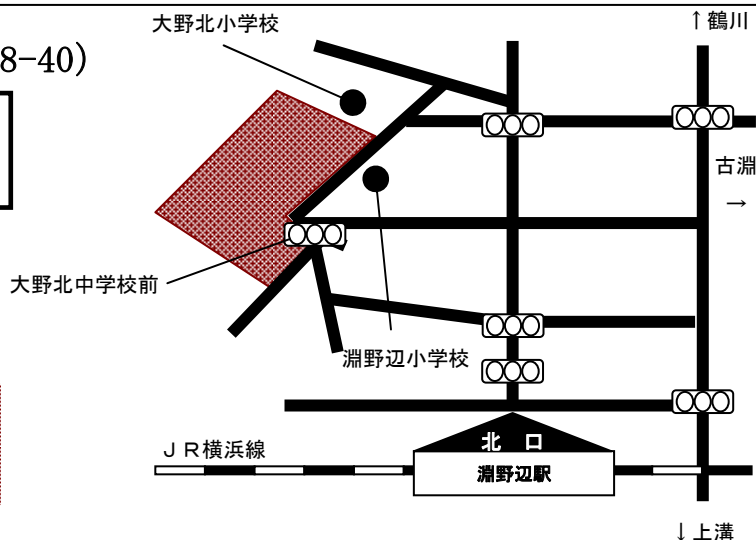 大野北小学校
↑鶴川
8-40)
古淵
→
大野北中学校前
淵野辺小学校
北　口
ＪＲ横浜線
淵野辺駅
↓上溝